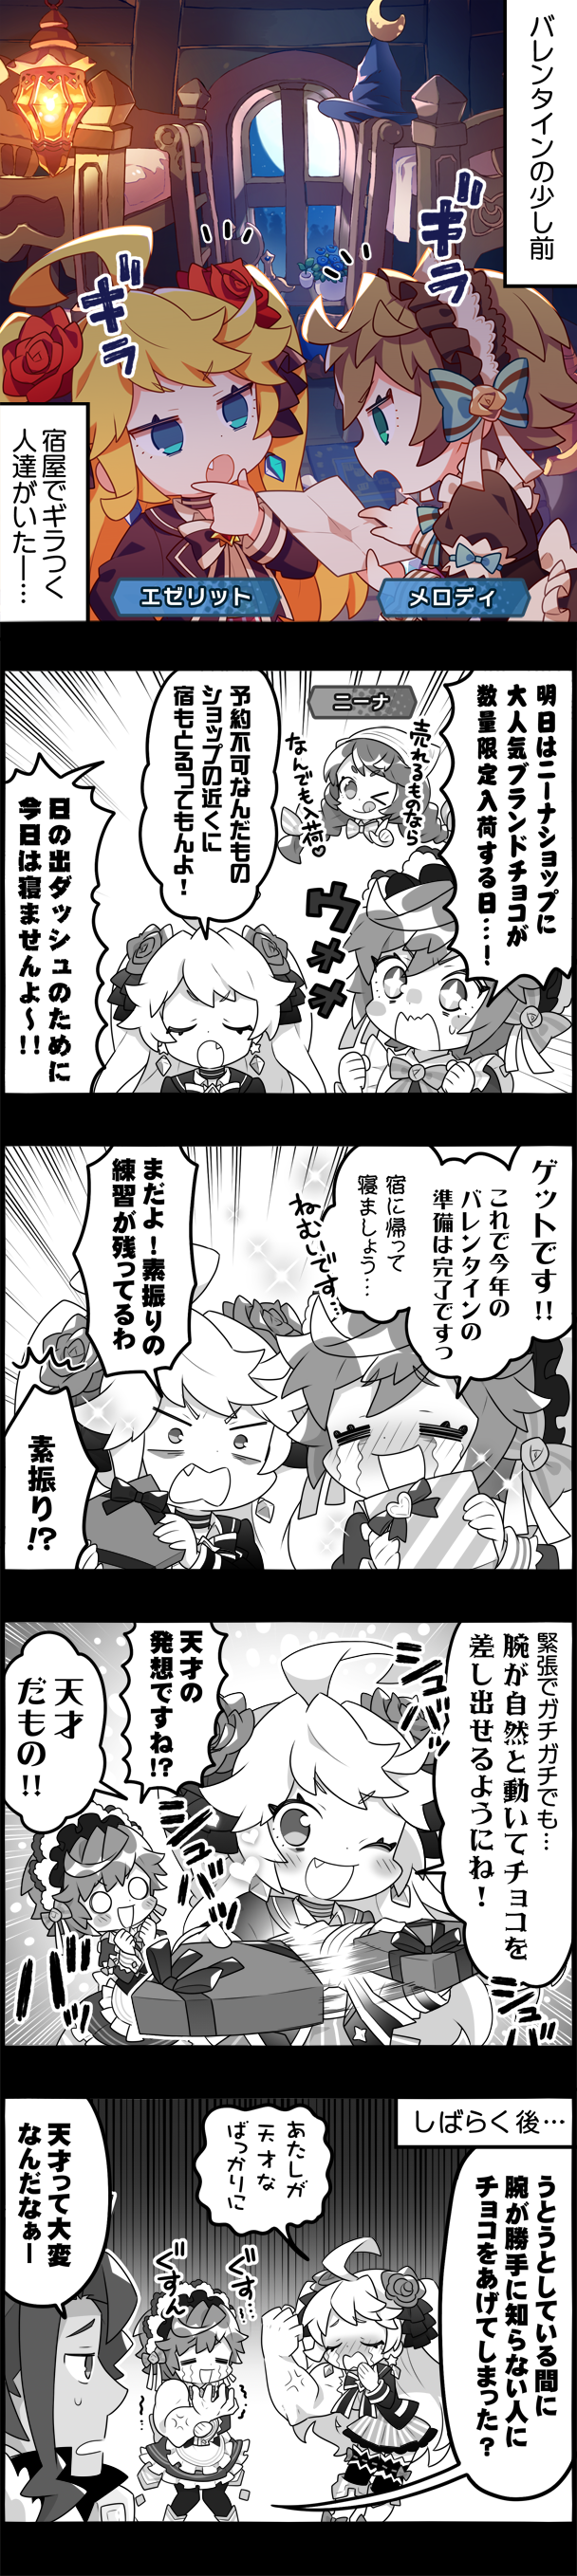 バレンタインの少し前
ギラ
ギラ
宿屋でギラつく
人達がいたー…
エゼリット
メロディ
明日はニーナショップに
大人気ブランドチョコが
数量限定入荷する日…！
ニーナ
売れるものなら
なんでも入荷♡
ウオオオ
予約不可なんだもの
ショップの近くに
宿もとるってもんよ！
日の出ダッシュのために
今日は寝ませんよ～!!
ゲットです!!
これで今年の
バレンタインの
準備は完了ですっ
宿に帰って
寝ましょう…
ねむいです…
まだよ！素振りの
練習が残ってるわ
素振り!?
緊張でガチガチでも…
腕が自然と動いてチョコを
差し出せるようにね！
シュバッ
天才の
発想ですね!?
天才
だもの!!
シュバッ
シュバッ
シュバッ
しばらく後…
うとうとしている間に
腕が勝手に知らない人に
チョコをあげてしまった？
あたしが
天才な
ばっかりに
ぐす…
ぐすん
天才って大変
なんだなぁー